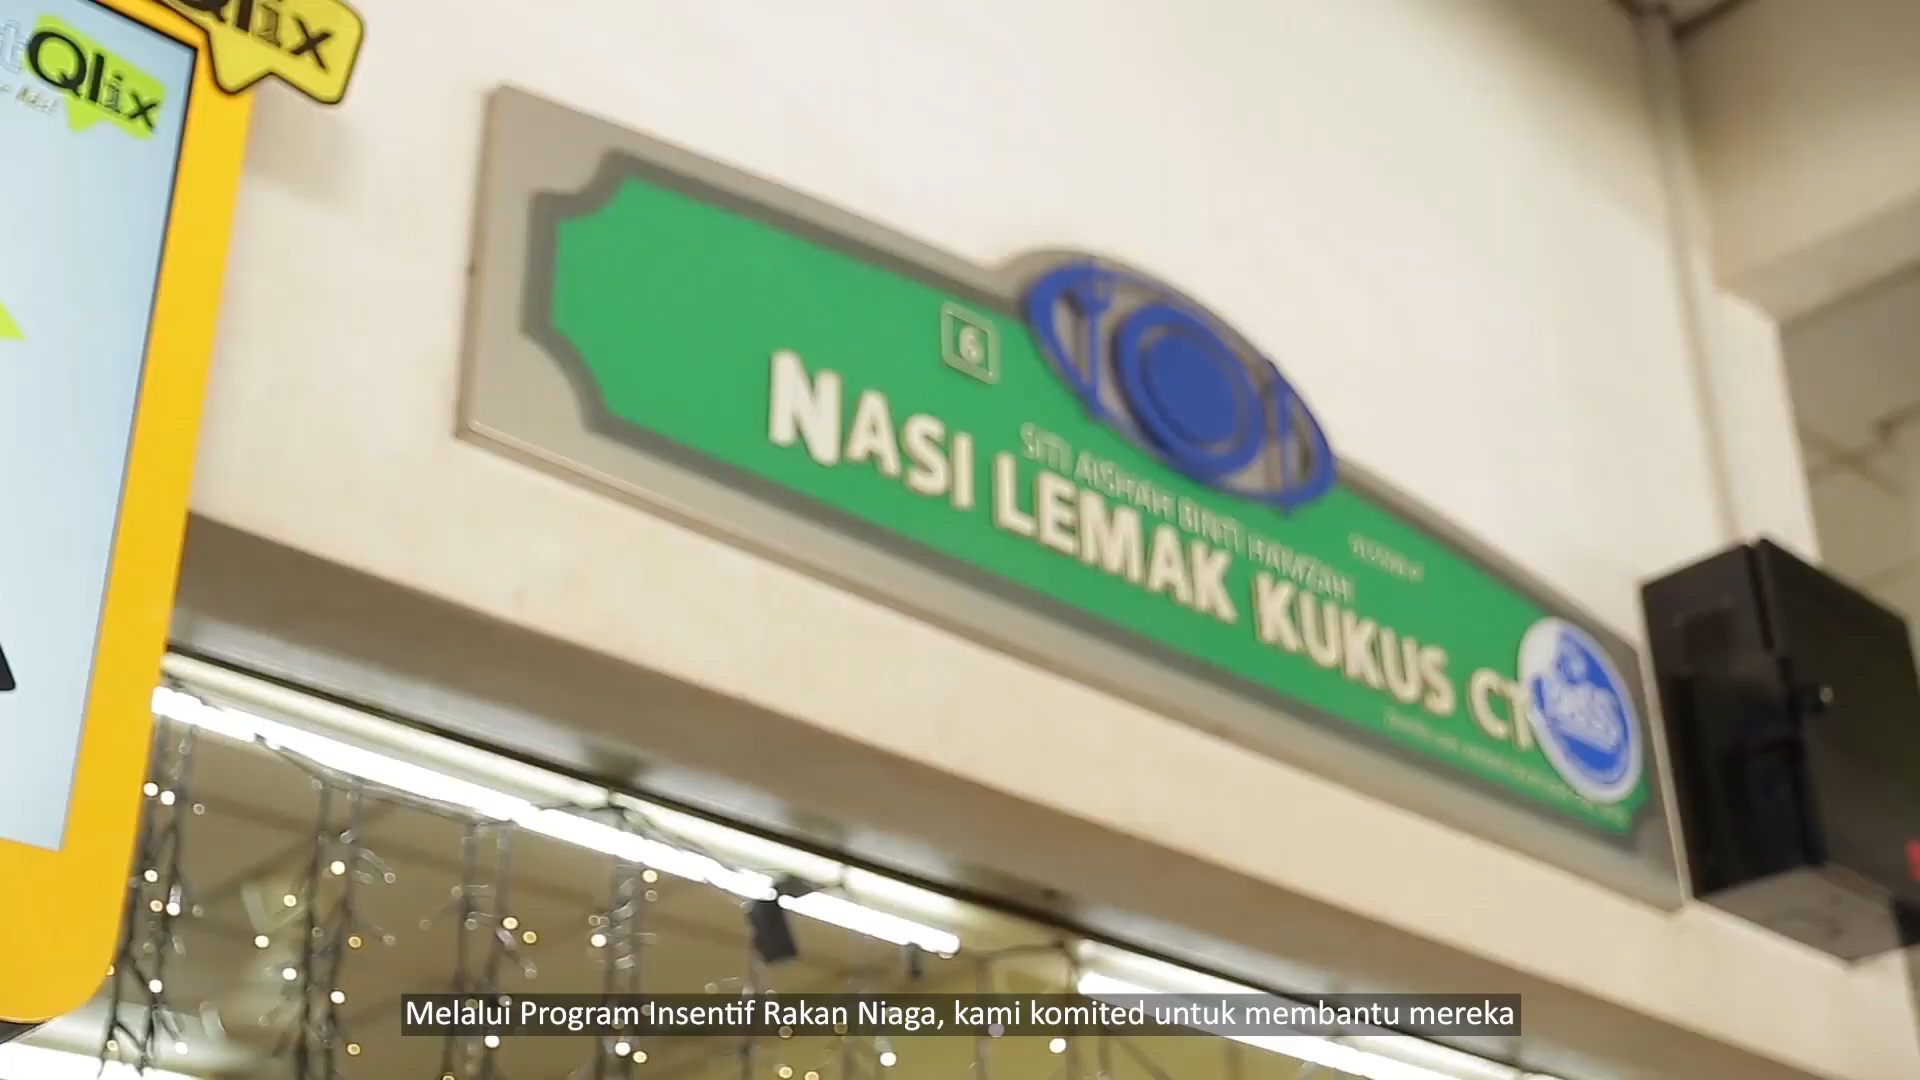 Qlix
Qlix
6
SITI AISHAH BINTI HAMZAH
NASI LEMAK KUKUS CT
Melalui Program Insentif Rakan Niaga, kami komited untuk membantu mereka